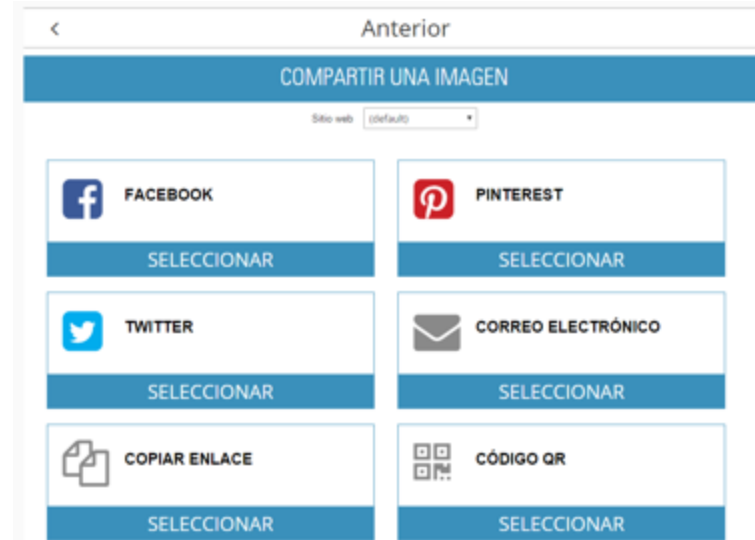 Anterior
COMPARTIR UNA IMAGEN
Sitio web (default)
FACEBOOK
PINTEREST
SELECCIONAR
SELECCIONAR
TWITTER
CORREO ELECTRÓNICO
SELECCIONAR
SELECCIONAR
COPIAR ENLACE
CÓDIGO QR
SELECCIONAR
SELECCIONAR